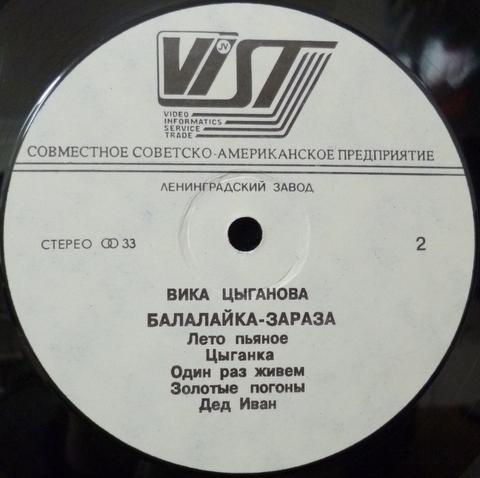 JV
ViST
VIDEO
INFORMATICS
SERVICE
TRADE
СОВМЕСТНОЕ СОВЕТСКО-АМЕРИКАНСКОЕ ПРЕДПРИЯТИЕ
ЛЕНИНГРАДСКИЙ ЗАВОД
СТЕРЕО 33
2
ВИКА ЦЫГАНОВА
БАЛАЛАЙКА-ЗАРАЗА
Лето пьяное
Цыганка
Один раз живем
Золотые погоны
Дед Иван